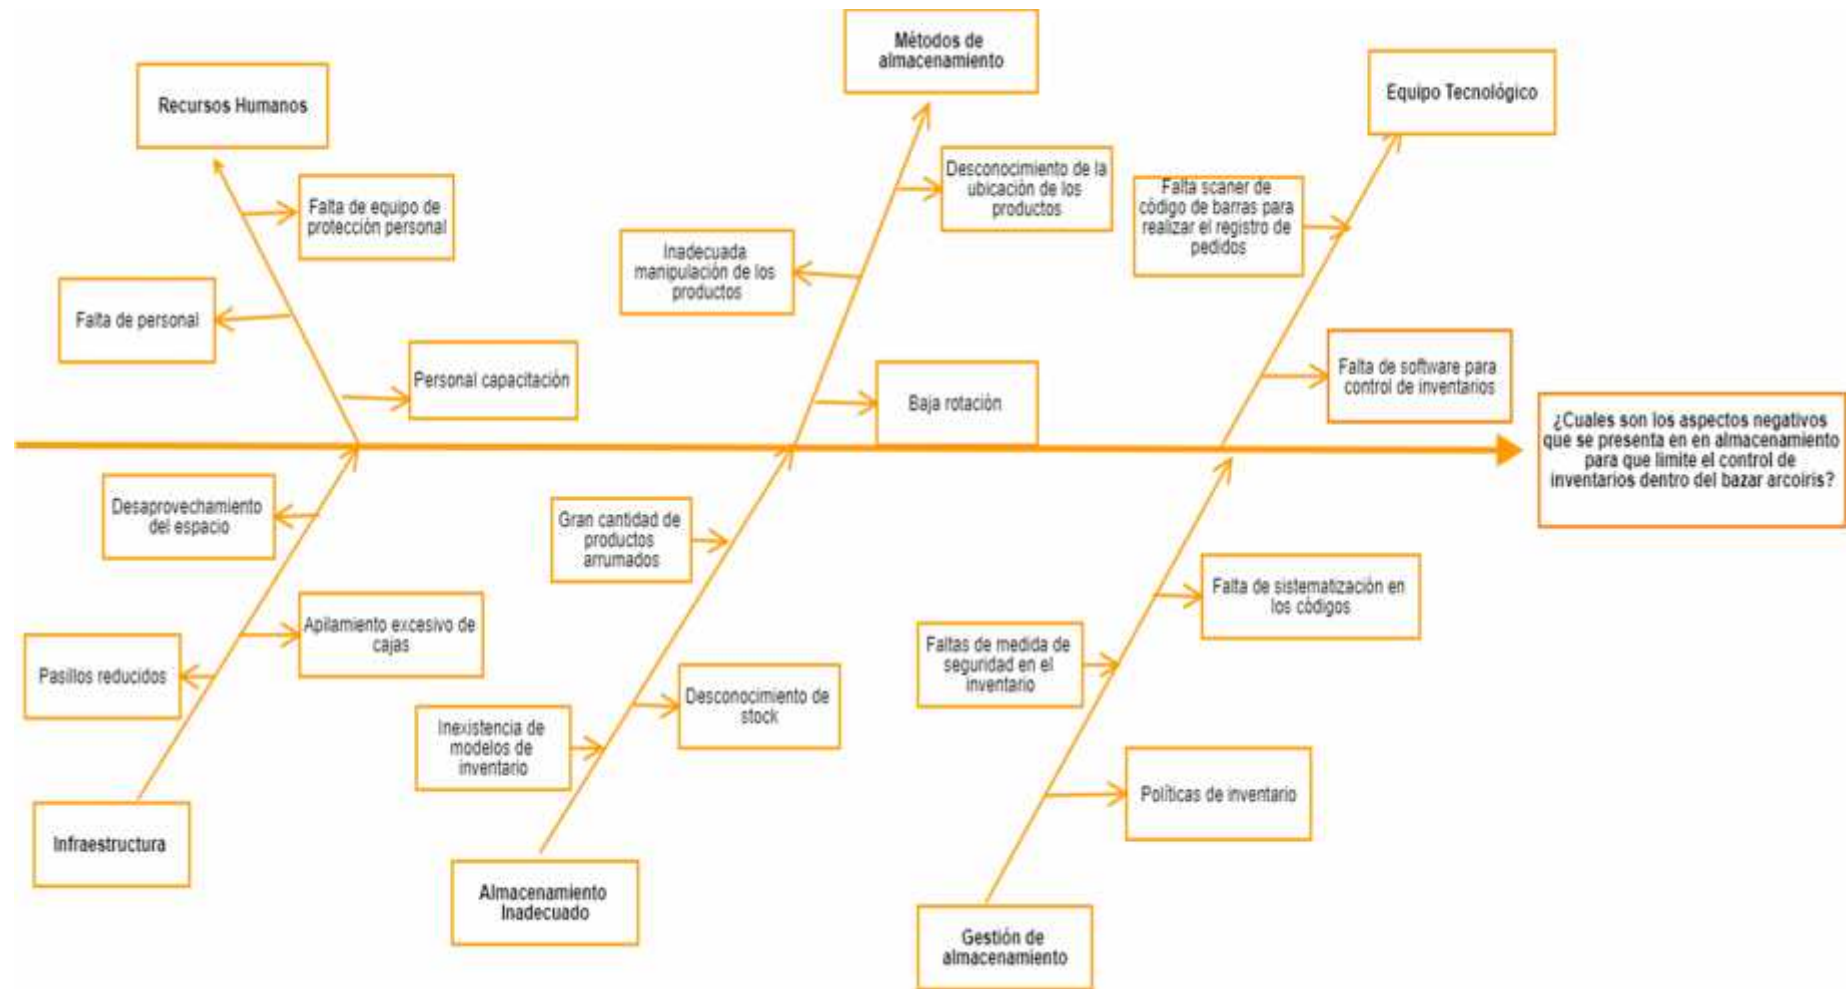 Métodos de
almacenamiento
Recursos Humanos
Equipo Tecnológico
Falta de equipo de
protección personal
Desconocimiento de la
ubicación de los
productos
Falta scaner de
código de barras para
realizar el registro de
pedidos
Inadecuada
manipulación de los
productos
Falta de personal
Personal capacitación
Baja rotación
Falta de software para
control de inventarios
¿Cuales son los aspectos negativos
que se presenta en en almacenamiento
para que limite el control de
inventarios dentro del bazar arcoiris?
Desaprovechamiento
del espacio
Gran cantidad de
productos
arrumados
Falta de sistematización en
los códigos
Apilamiento excesivo de
cajas
Faltas de medida de
seguridad en el
inventario
Pasillos reducidos
Desconocimiento de
stock
Inexistencia de
modelos de
inventario
Políticas de inventario
Infraestructura
Almacenamiento
Inadecuado
Gestión de
almacenamiento